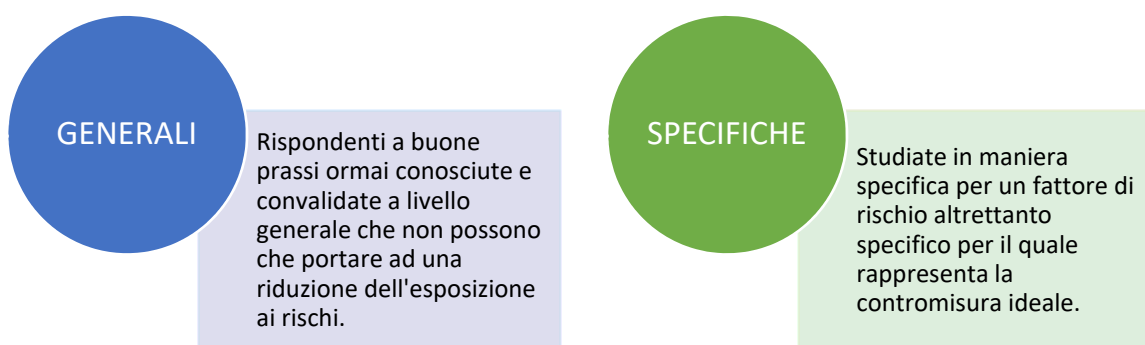 GENERALI
Rispondenti a buone
prassi ormai conosciute e
convalidate a livello
generale che non possono
che portare ad una
riduzione dell'esposizione
ai rischi.
SPECIFICHE
Studiate in maniera
specifica per un fattore di
rischio altrettanto
specifico per il quale
rappresenta la
contromisura ideale.